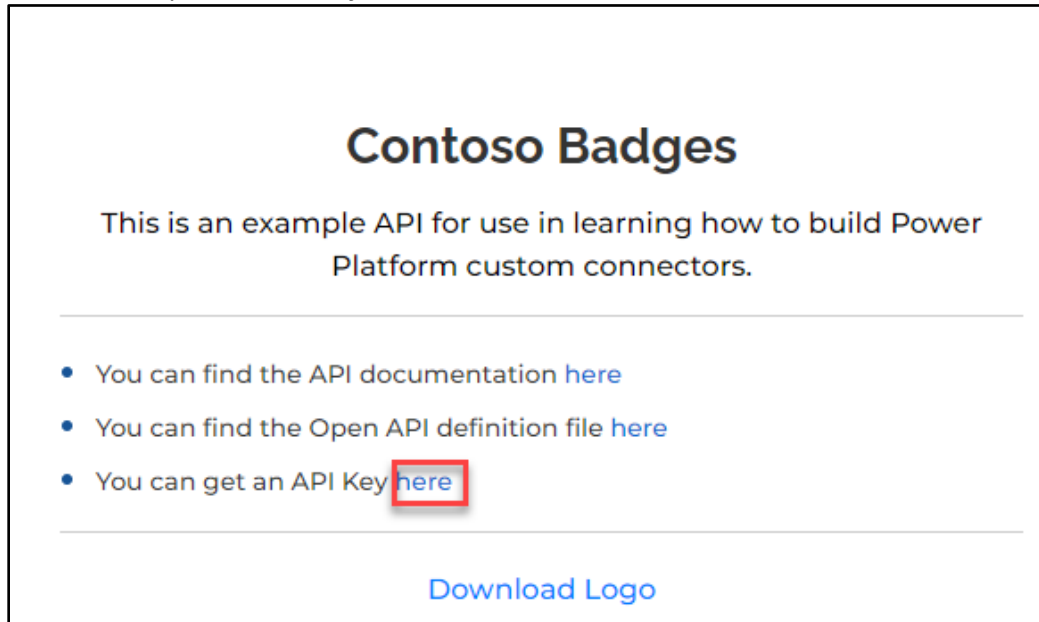 Contoso Badges
This is an example API for use in learning how to build Power
Platform custom connectors.
You can find the API documentation here
You can find the Open API definition file here
You can get an API Key here
Download Logo